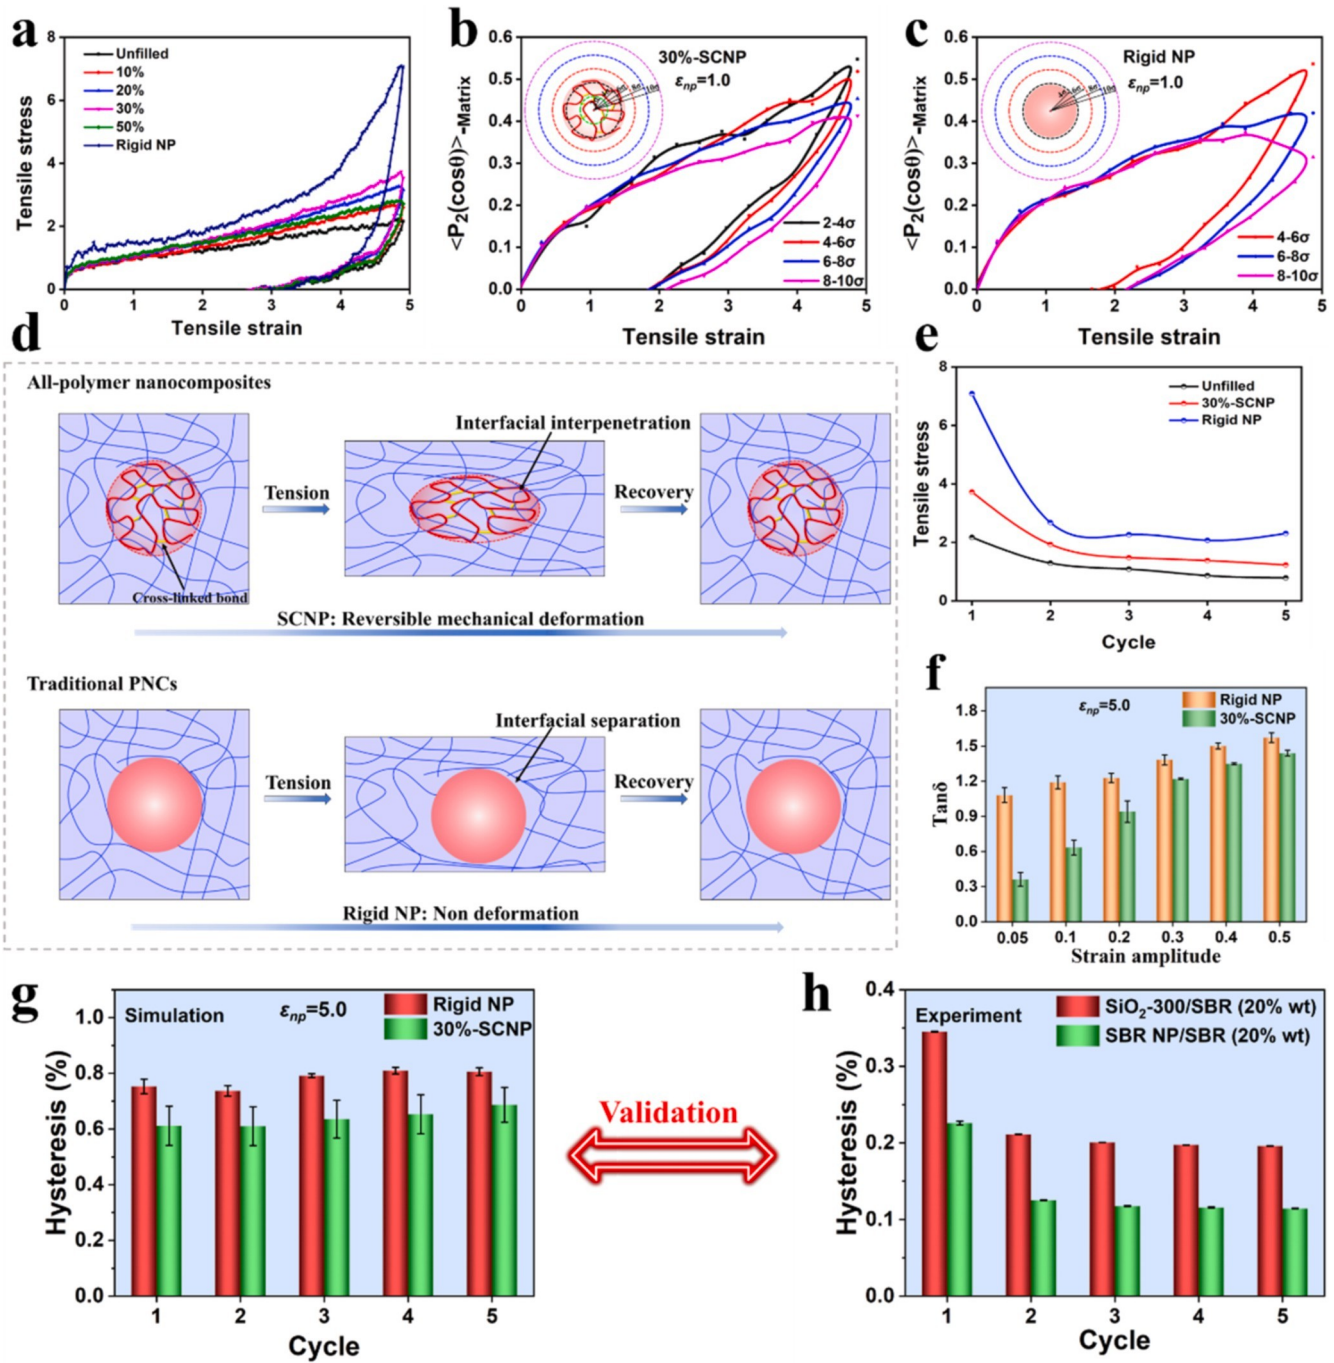 a
Tensile stress
8
6
4
2
0
Unfilled
10%
20%
30%
50%
Rigid NP
0 1 2 3 4 5
Tensile strain
b
<P₂(cosθ)>-Matrix
0.6
0.5
0.4
0.3
0.2
0.1
0.0
30%-SCNP
εnp=1.0
2-4σ
4-6σ
6-8σ
8-10σ
0 1 2 3 4 5
Tensile strain
c
<P₂(cosθ)>-Matrix
0.6
0.5
0.4
0.3
0.2
0.1
0.0
Rigid NP
εnp=1.0
4-6σ
6-8σ
8-10σ
0 1 2 3 4 5
Tensile strain
d
All-polymer nanocomposites
Interfacial interpenetration
Tension
Recovery
Cross-linked bond
SCNP: Reversible mechanical deformation
Traditional PNCs
Interfacial separation
Tension
Recovery
Rigid NP: Non deformation
e
Tensile stress
8
6
4
2
0
Unfilled
30%-SCNP
Rigid NP
1 2 3 4 5
Cycle
f
Tanδ
1.8
1.5
1.2
0.9
0.6
0.3
0.0
εnp=5.0
Rigid NP
30%-SCNP
0.05 0.1 0.2 0.3 0.4 0.5
Strain amplitude
g
Hysteresis (%)
1.0
0.8
0.6
0.4
0.2
0.0
Simulation
εnp=5.0
Rigid NP
30%-SCNP
1 2 3 4 5
Cycle
Validation
h
Hysteresis (%)
0.4
0.3
0.2
0.1
0.0
Experiment
SiO₂-300/SBR (20% wt)
SBR NP/SBR (20% wt)
1 2 3 4 5
Cycle